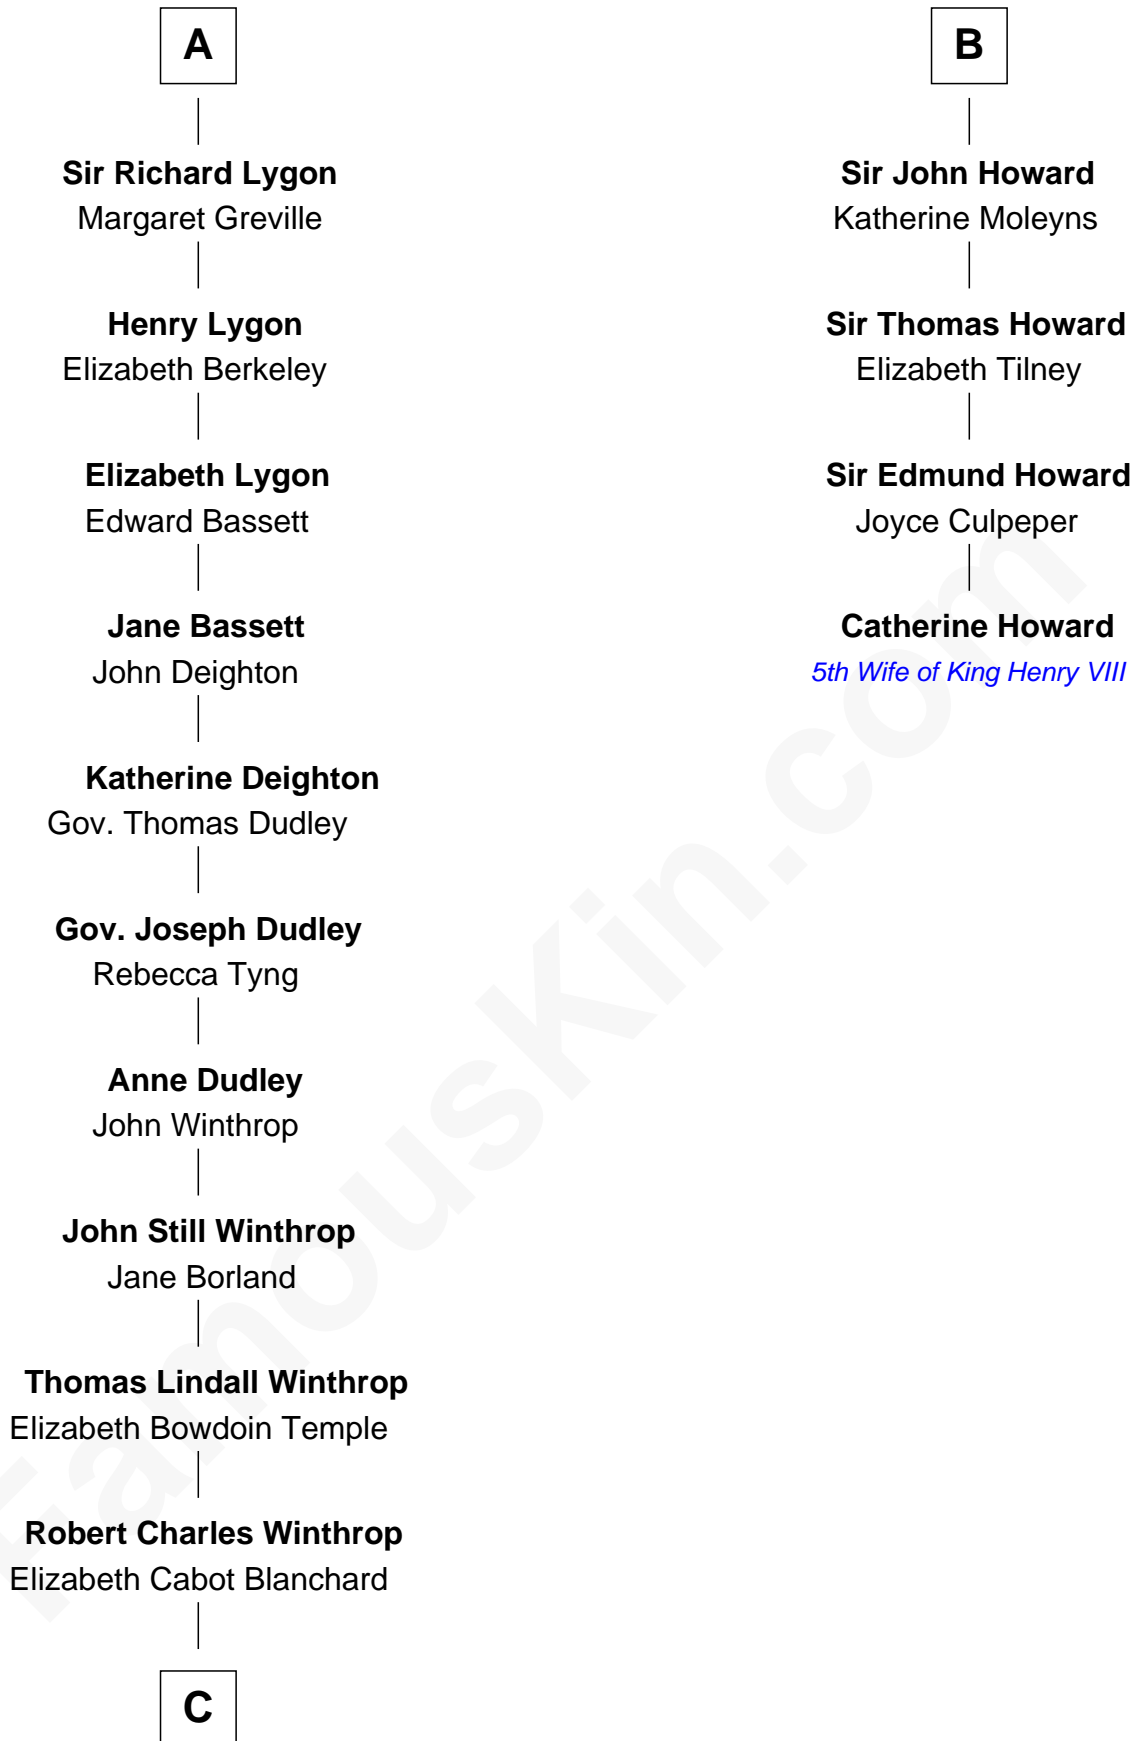 A
Sir Richard Lygon
Margaret Greville
Henry Lygon
Elizabeth Berkeley
Elizabeth Lygon
Edward Bassett
Jane Bassett
John Deighton
Katherine Deighton
Gov. Thomas Dudley
Gov. Joseph Dudley
Rebecca Tyng
Anne Dudley
John Winthrop
John Still Winthrop
Jane Borland
Thomas Lindall Winthrop
Elizabeth Bowdoin Temple
Robert Charles Winthrop
Elizabeth Cabot Blanchard
C
B
Sir John Howard
Katherine Moleyns
Sir Thomas Howard
Elizabeth Tilney
Sir Edmund Howard
Joyce Culpeper
Catherine Howard
5th Wife of King Henry VIII
FamousKin.com